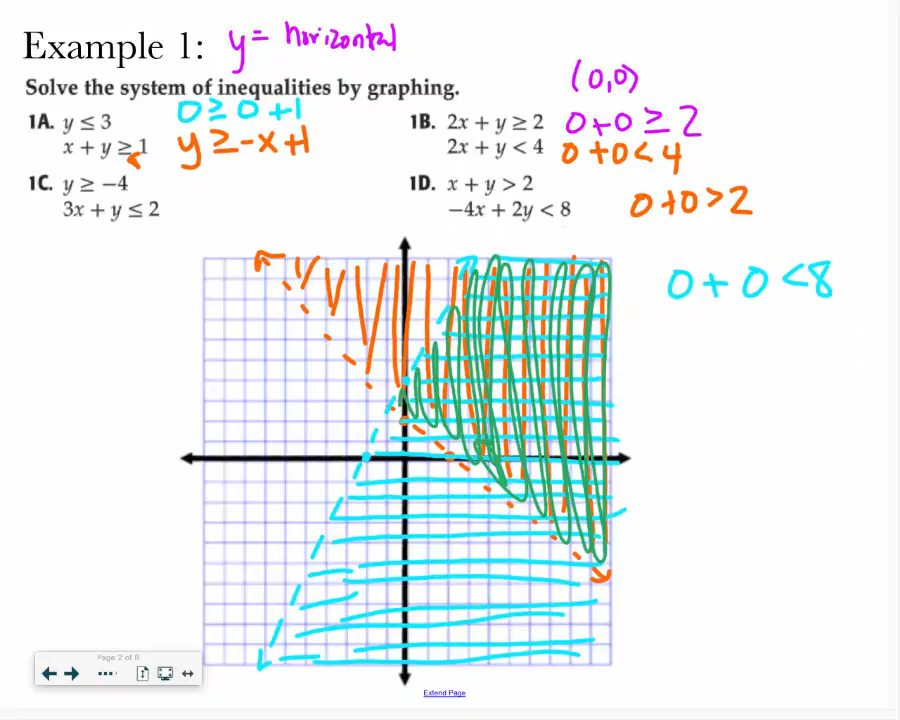 Example 1: y = horizontal
Solve the system of inequalities by graphing.
(0,0)
1A. y ≤ 3
0 ≥ 0 + 1
x + y ≥ 1
y ≥ -x + 1
1B. 2x + y ≥ 2
0 + 0 ≥ 2
2x + y < 4
0 + 0 < 4
1C. y ≥ −4
3x + y ≤ 2
1D. x + y > 2
−4x + 2y < 8
0 + 0 > 2
0 + 0 < 8
Page 2 of 8
Extend Page